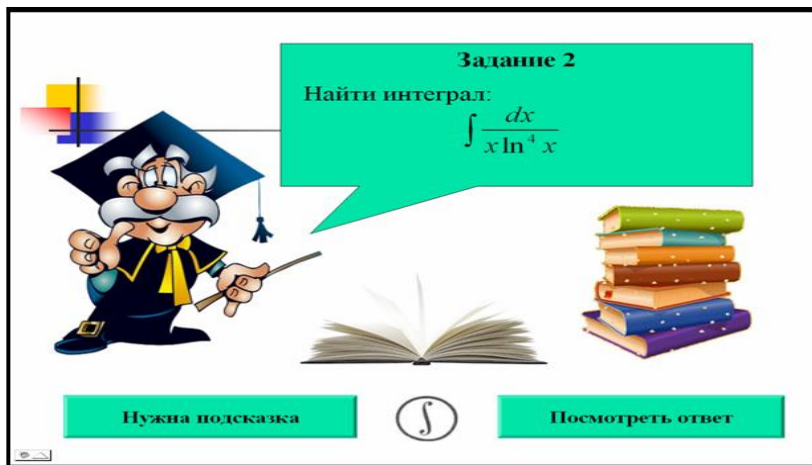 Задание 2
Найти интеграл:
∫ dx / (x ln⁴ x)
Нужна подсказка
∫
Посмотреть ответ